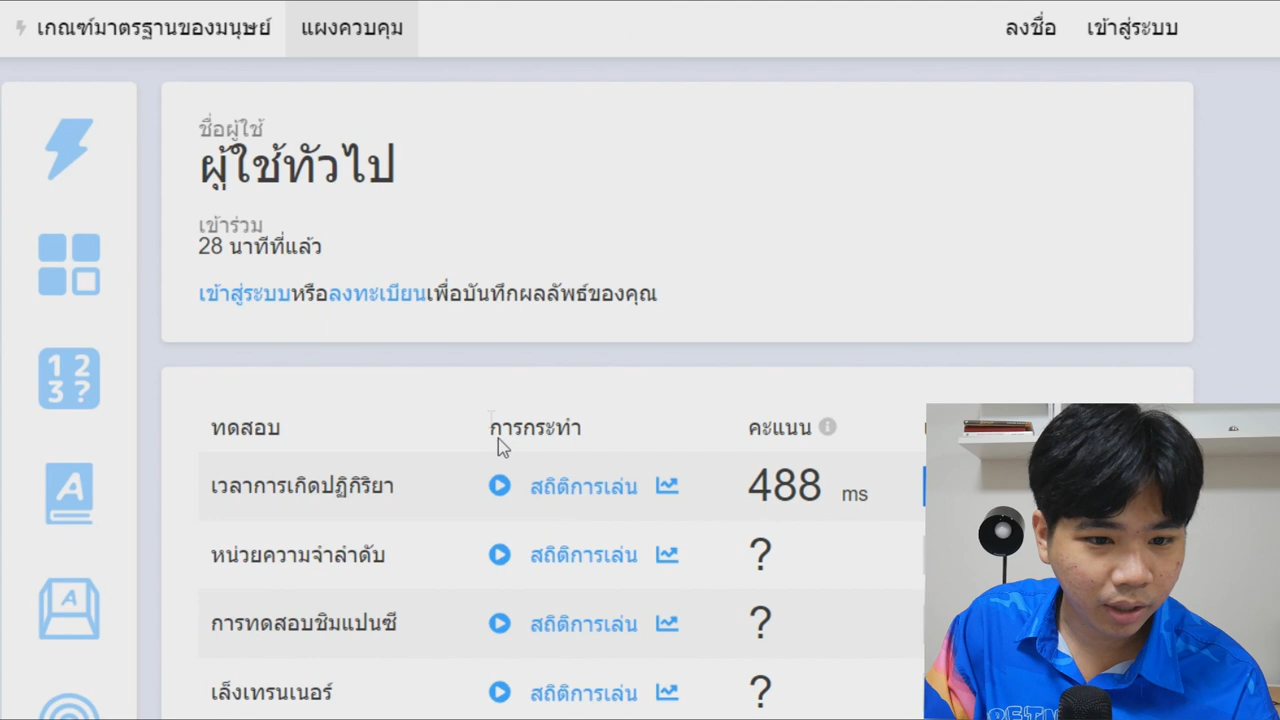 เกณฑ์มาตรฐานของมนุษย์ แผงควบคุม ลงชื่อ เข้าสู่ระบบ
ชื่อผู้ใช้
ผู้ใช้ทั่วไป
เข้าร่วม
28 นาทีที่แล้ว
เข้าสู่ระบบหรือลงทะเบียนเพื่อบันทึกผลลัพธ์ของคุณ
1 2
3 ?
A
A
ทดสอบ การกระทำ คะแนน
เวลาการเกิดปฏิกิริยา สถิติการเล่น 488 ms
หน่วยความจำลำดับ สถิติการเล่น ?
การทดสอบชิมแปนซี สถิติการเล่น ?
เล็งเทรนเนอร์ สถิติการเล่น ?